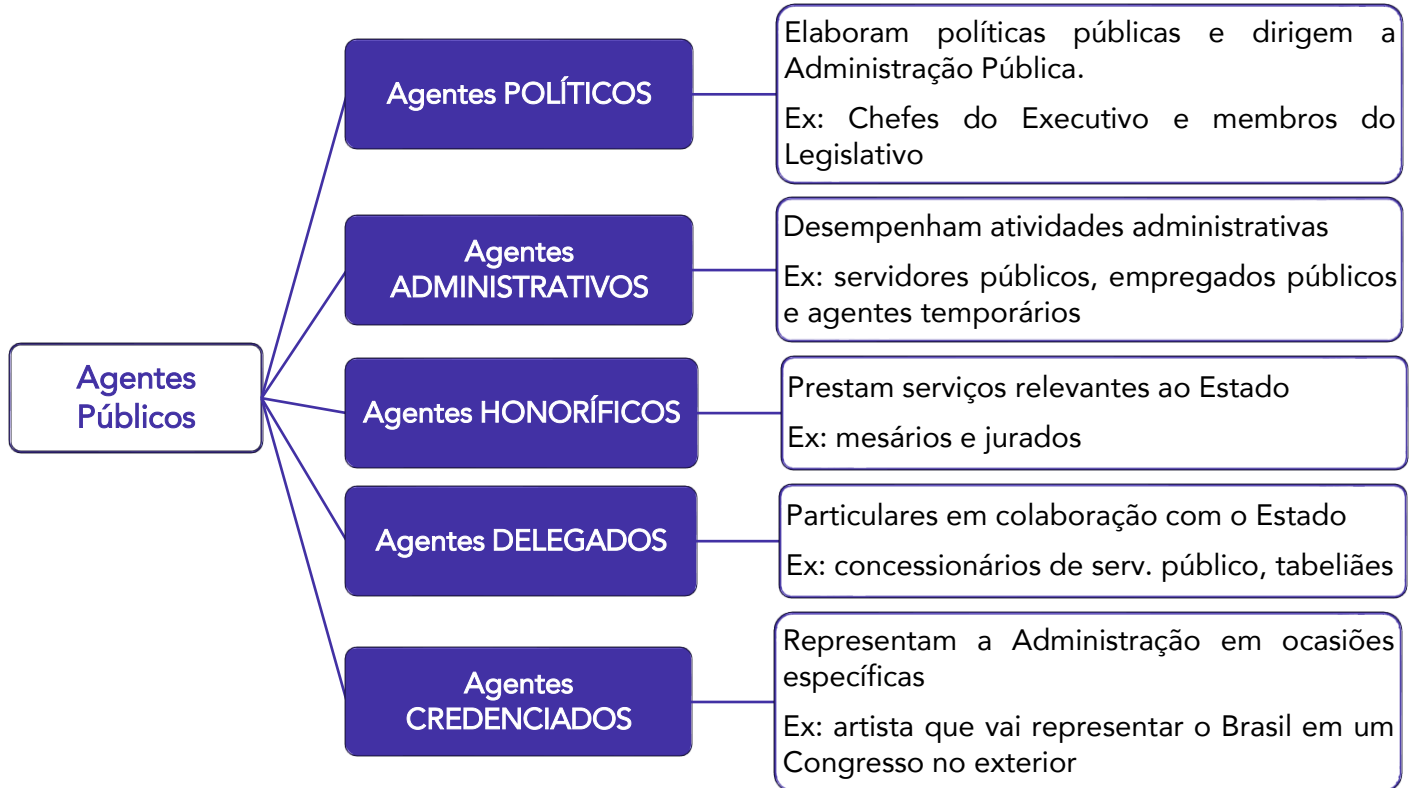 Agentes POLÍTICOS
Elaboram políticas públicas e dirigem a
Administração Pública.
Ex: Chefes do Executivo e membros do
Legislativo
Agentes
ADMINISTRATIVOS
Desempenham atividades administrativas
Ex: servidores públicos, empregados públicos
e agentes temporários
Agentes
Públicos
Agentes HONORÍFICOS
Prestam serviços relevantes ao Estado
Ex: mesários e jurados
Agentes DELEGADOS
Particulares em colaboração com o Estado
Ex: concessionários de serv. público, tabeliães
Agentes
CREDENCIADOS
Representam a Administração em ocasiões
específicas
Ex: artista que vai representar o Brasil em um
Congresso no exterior